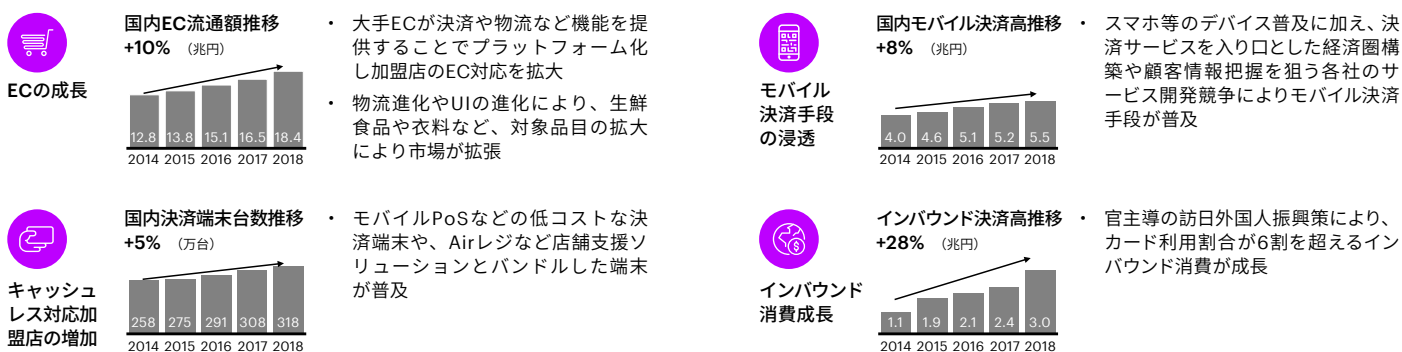 ECの成長
国内EC流通額推移
+10% （兆円）
12.8 13.8 15.1 16.5 18.4
2014 2015 2016 2017 2018
・ 大手ECが決済や物流など機能を提
供することでプラットフォーム化
し加盟店のEC対応を拡大
・ 物流進化やUIの進化により、生鮮
食品や衣料など、対象品目の拡大
により市場が拡張
モバイル
決済手段
の浸透
国内モバイル決済高推移
+8% （兆円）
4.0 4.6 5.1 5.2 5.5
2014 2015 2016 2017 2018
・ スマホ等のデバイス普及に加え、決
済サービスを入り口とした経済圏構
築や顧客情報把握を狙う各社のサ
ービス開発競争によりモバイル決済
手段が普及
キャッシュ
レス対応加
盟店の増加
国内決済端末台数推移
+5% （万台）
258 275 291 308 318
2014 2015 2016 2017 2018
・ モバイルPoSなどの低コストな決
済端末や、Airレジなど店舗支援ソ
リューションとバンドルした端末
が普及
インバウンド
消費成長
インバウンド決済高推移
+28% （兆円）
1.1 1.9 2.1 2.4 3.0
2014 2015 2016 2017 2018
・ 官主導の訪日外国人振興策により、
カード利用割合が6割を超えるイン
バウンド消費が成長